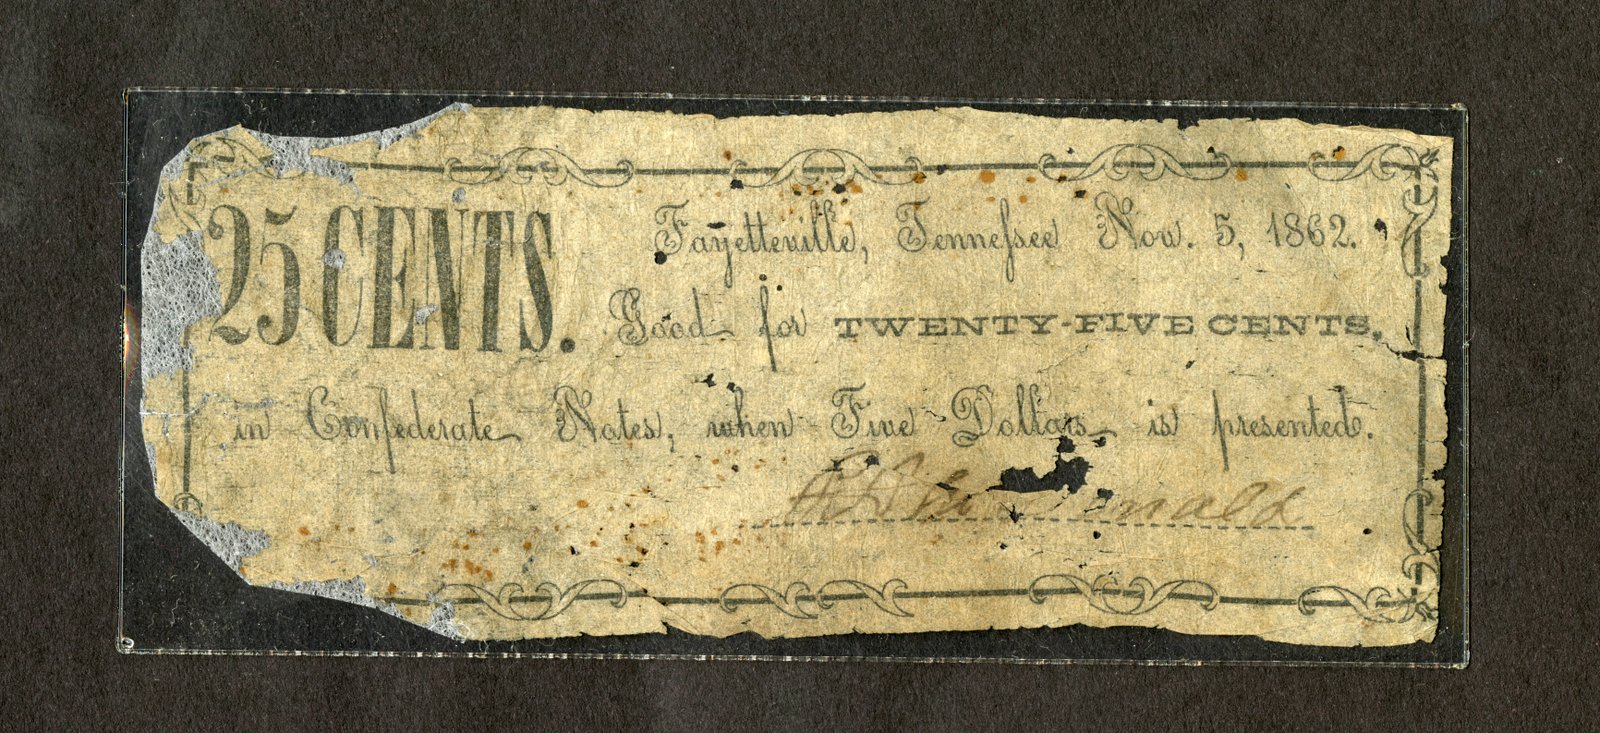 25 CENTS.
Fayetteville, Tennessee Nov. 5, 1862.
Good for TWENTY-FIVE CENTS,
in Confederate Notes, when Five Dollars is presented.